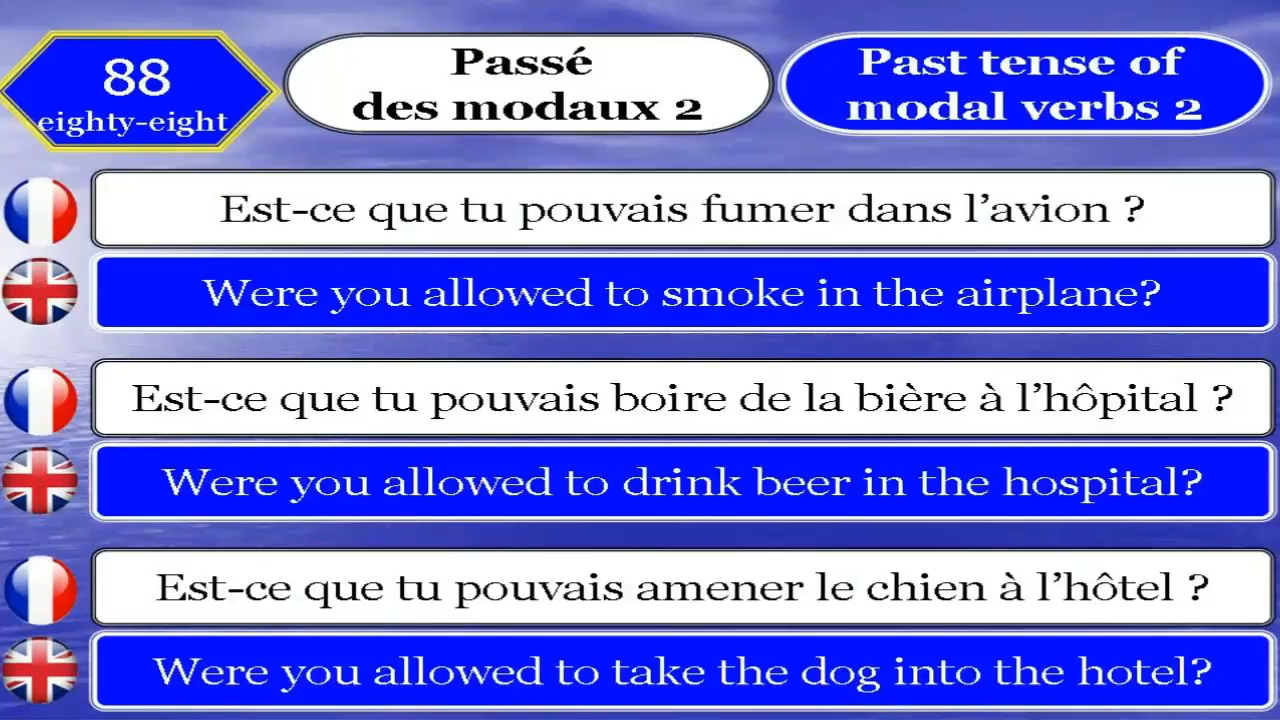 88
eighty-eight
Passé
des modaux 2
Past tense of
modal verbs 2
Est-ce que tu pouvais fumer dans l’avion ?
Were you allowed to smoke in the airplane?
Est-ce que tu pouvais boire de la bière à l’hôpital ?
Were you allowed to drink beer in the hospital?
Est-ce que tu pouvais amener le chien à l’hôtel ?
Were you allowed to take the dog into the hotel?